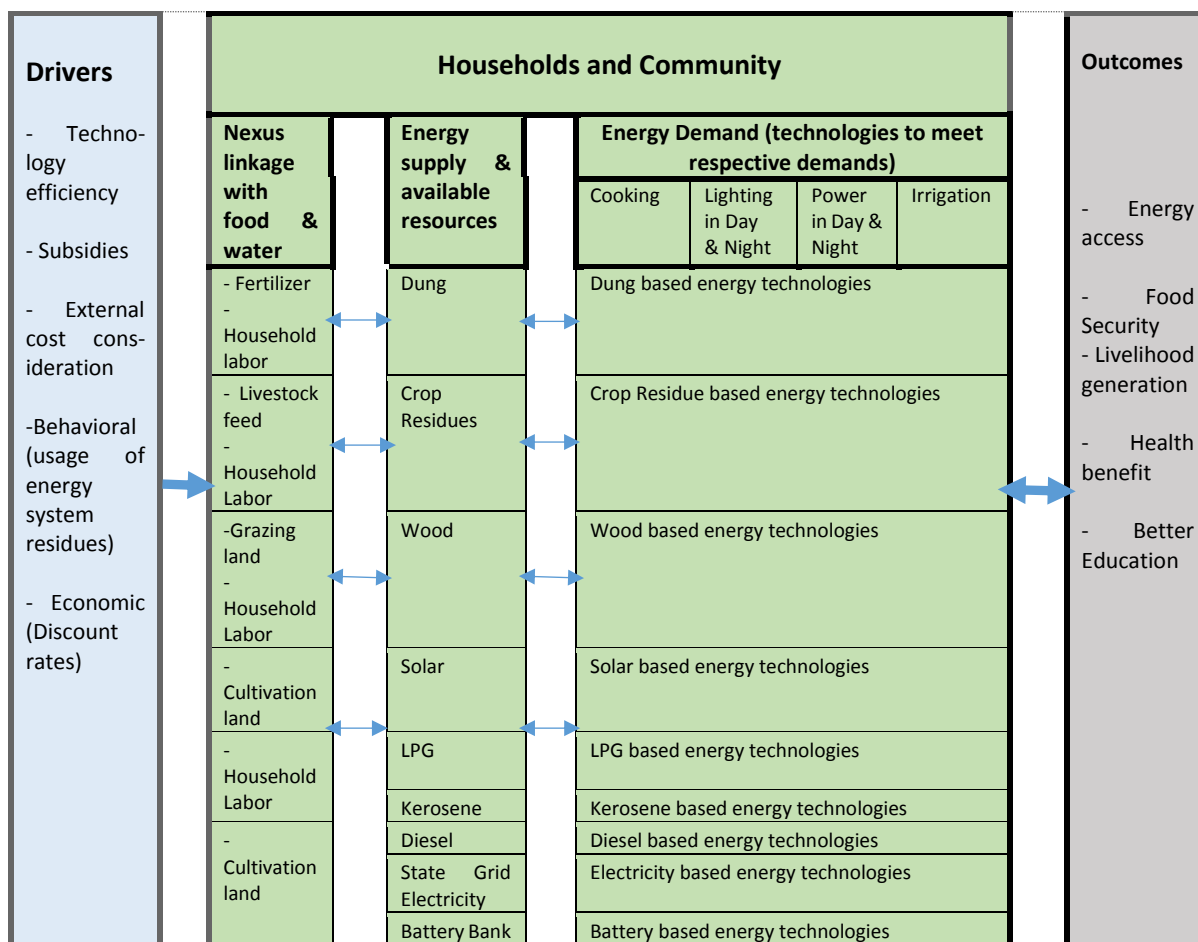 Drivers
- Techno-
logy
efficiency
- Subsidies
- External
cost cons-
ideration
-Behavioral
(usage of
energy
system
residues)
- Economic
(Discount
rates)
Households and Community
Nexus
linkage
with
food &
water
Energy
supply &
available
resources
Energy Demand (technologies to meet
respective demands)
Cooking
Lighting
in Day
& Night
Power
in Day &
Night
Irrigation
- Fertilizer
-
Household
labor
Dung
Dung based energy technologies
- Livestock
feed
-
Household
Labor
Crop
Residues
Crop Residue based energy technologies
-Grazing
land
-
Household
Labor
Wood
Wood based energy technologies
-
Cultivation
land
Solar
Solar based energy technologies
-
Household
Labor
LPG
LPG based energy technologies
Kerosene
Kerosene based energy technologies
-
Cultivation
land
Diesel
Diesel based energy technologies
State Grid
Electricity
Electricity based energy technologies
Battery Bank
Battery based energy technologies
Outcomes
- Energy
access
- Food
Security
- Livelihood
generation
- Health
benefit
- Better
Education